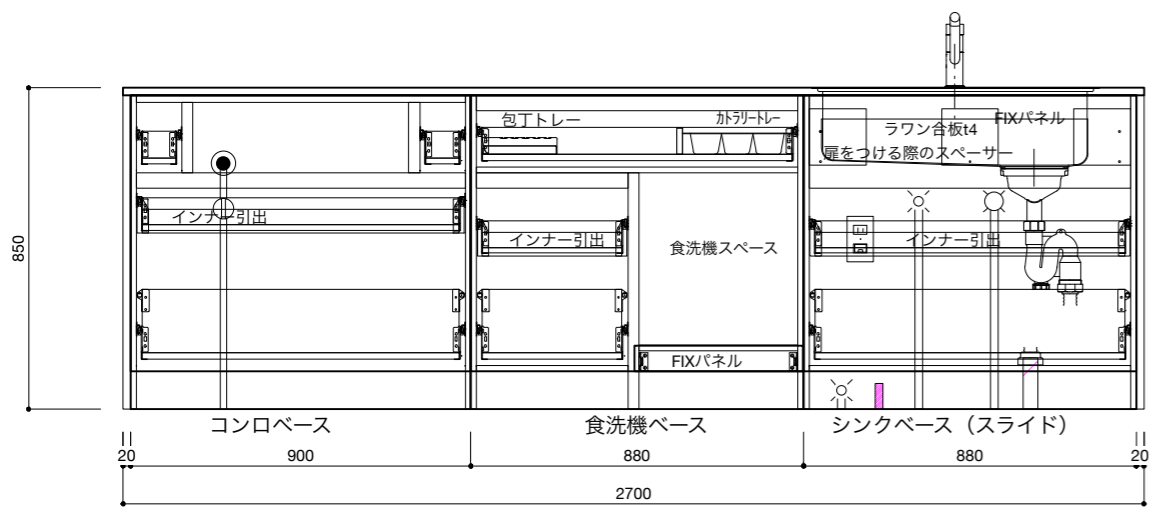 包丁トレー
カトラリートレー
FIXパネル
ラワン合板t4
扉をつける際のスペーサー
インナー引出
インナー引出
インナー引出
食洗機スペース
850
FIXパネル
コンロベース
食洗機ベース
シンクベース（スライド）
20
900
880
880
20
2700